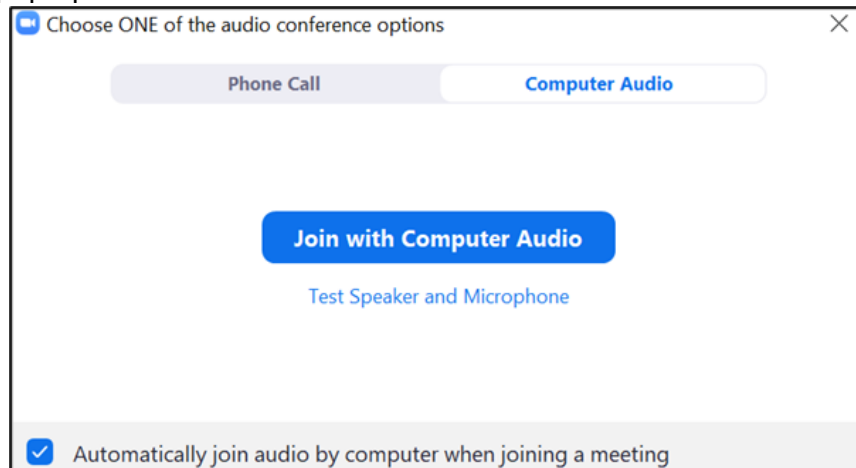 Choose ONE of the audio conference options
Phone Call
Computer Audio
Join with Computer Audio
Test Speaker and Microphone
Automatically join audio by computer when joining a meeting